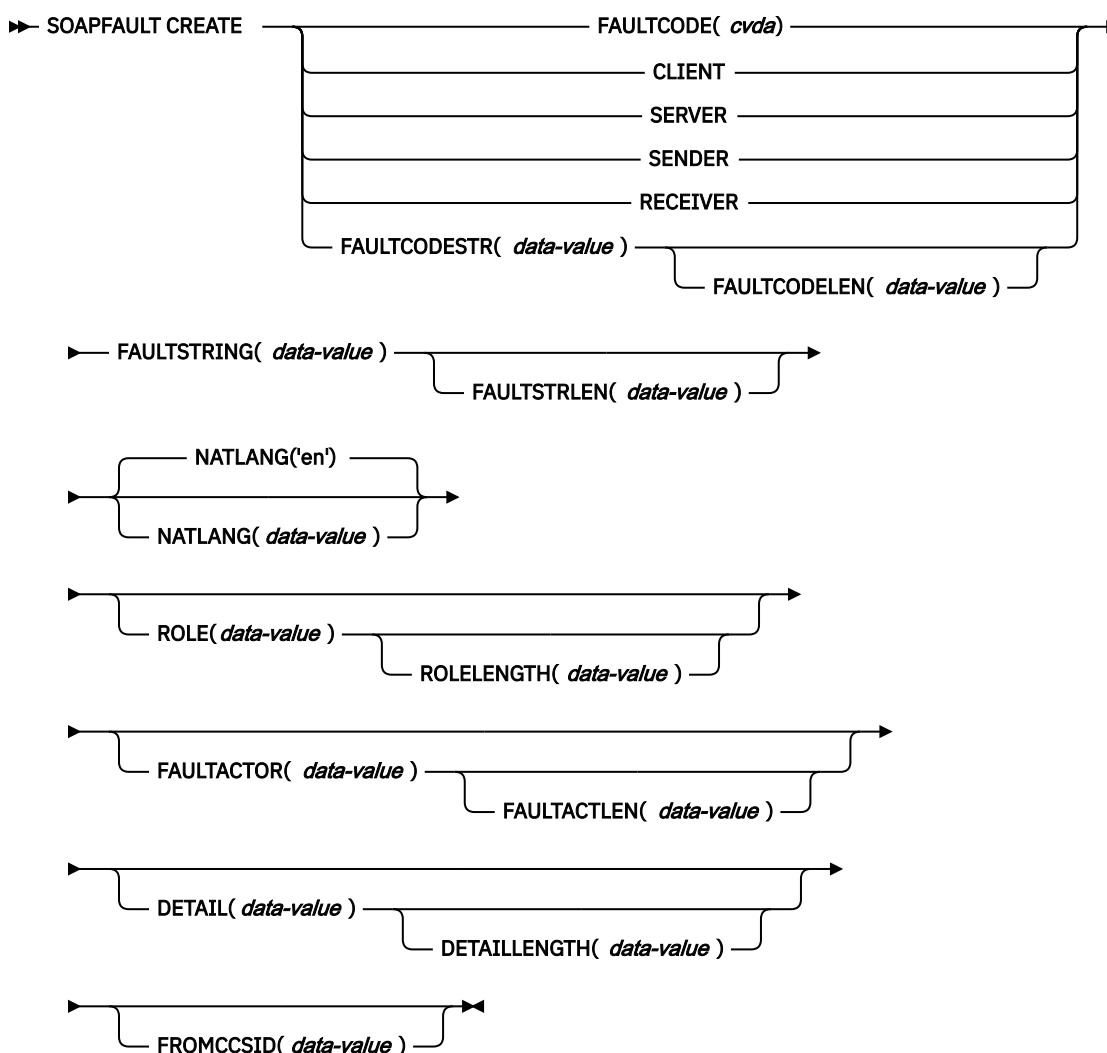 SOAPFAULT CREATE FAULTCODE( cvda)
CLIENT
SERVER
SENDER
RECEIVER
FAULTCODESTR( data-value )
FAULTCODELEN( data-value )
FAULTSTRING( data-value )
FAULTSTRLEN( data-value )
NATLANG('en')
NATLANG( data-value )
ROLE( data-value )
ROLELENGTH( data-value )
FAULTACTOR( data-value )
FAULTACTLEN( data-value )
DETAIL( data-value )
DETAILLENGTH( data-value )
FROMCCSID( data-value )